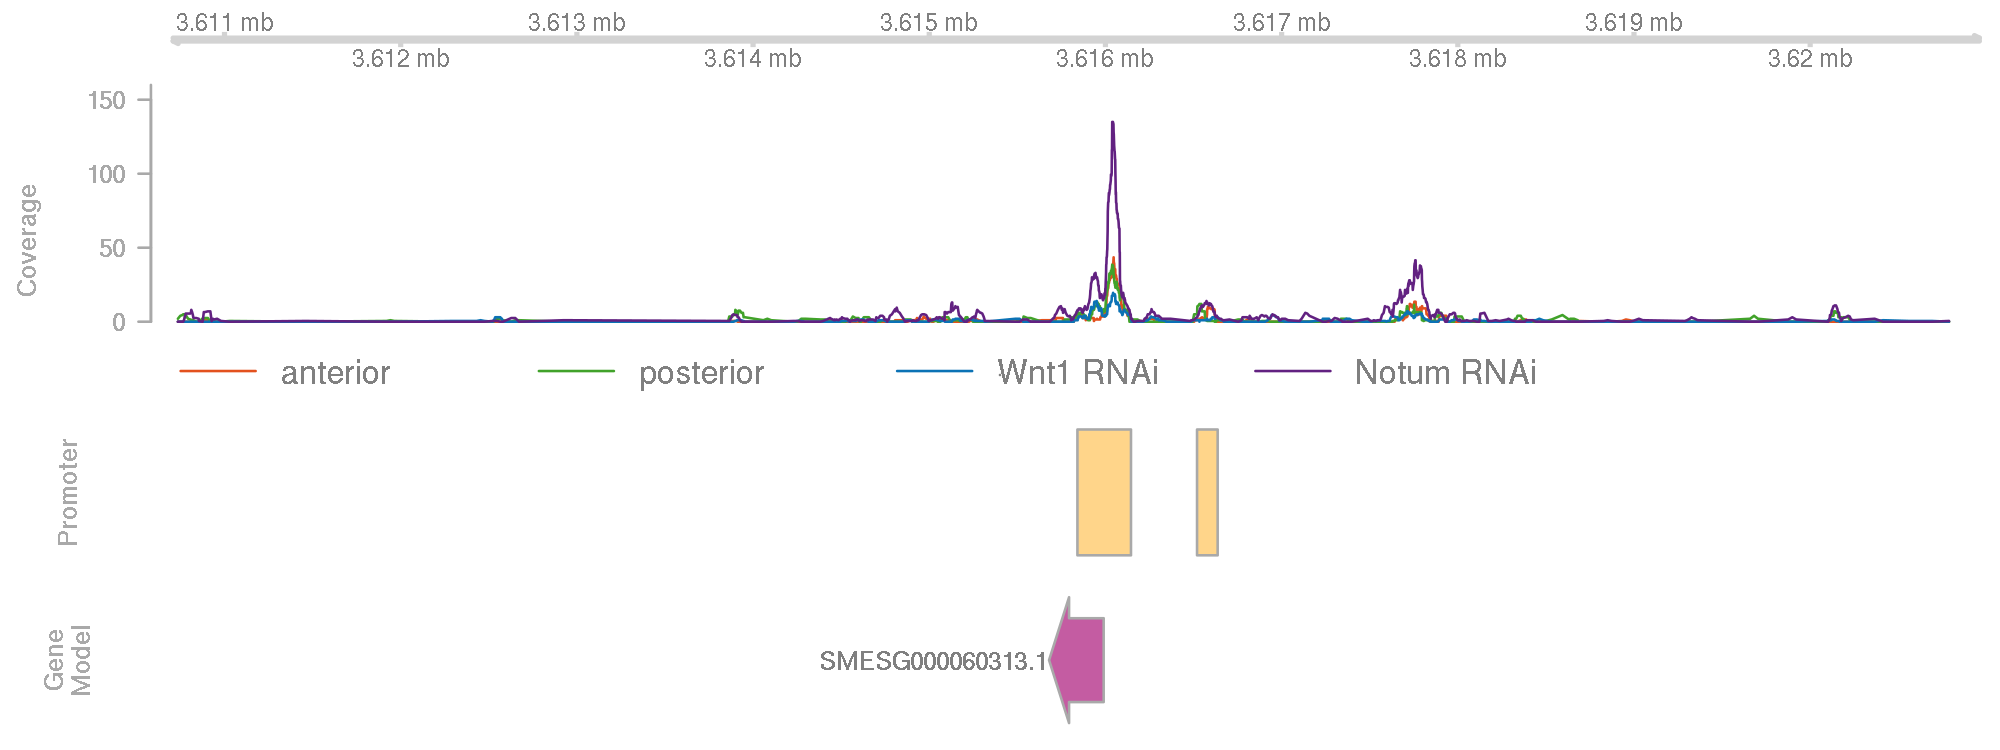 3.611 mb 3.613 mb 3.615 mb 3.617 mb 3.619 mb
3.612 mb 3.614 mb 3.616 mb 3.618 mb 3.62 mb
Coverage
150
100
50
0
anterior posterior Wnt1 RNAi Notum RNAi
Promoter
Gene
Model
SMESG000060313.1